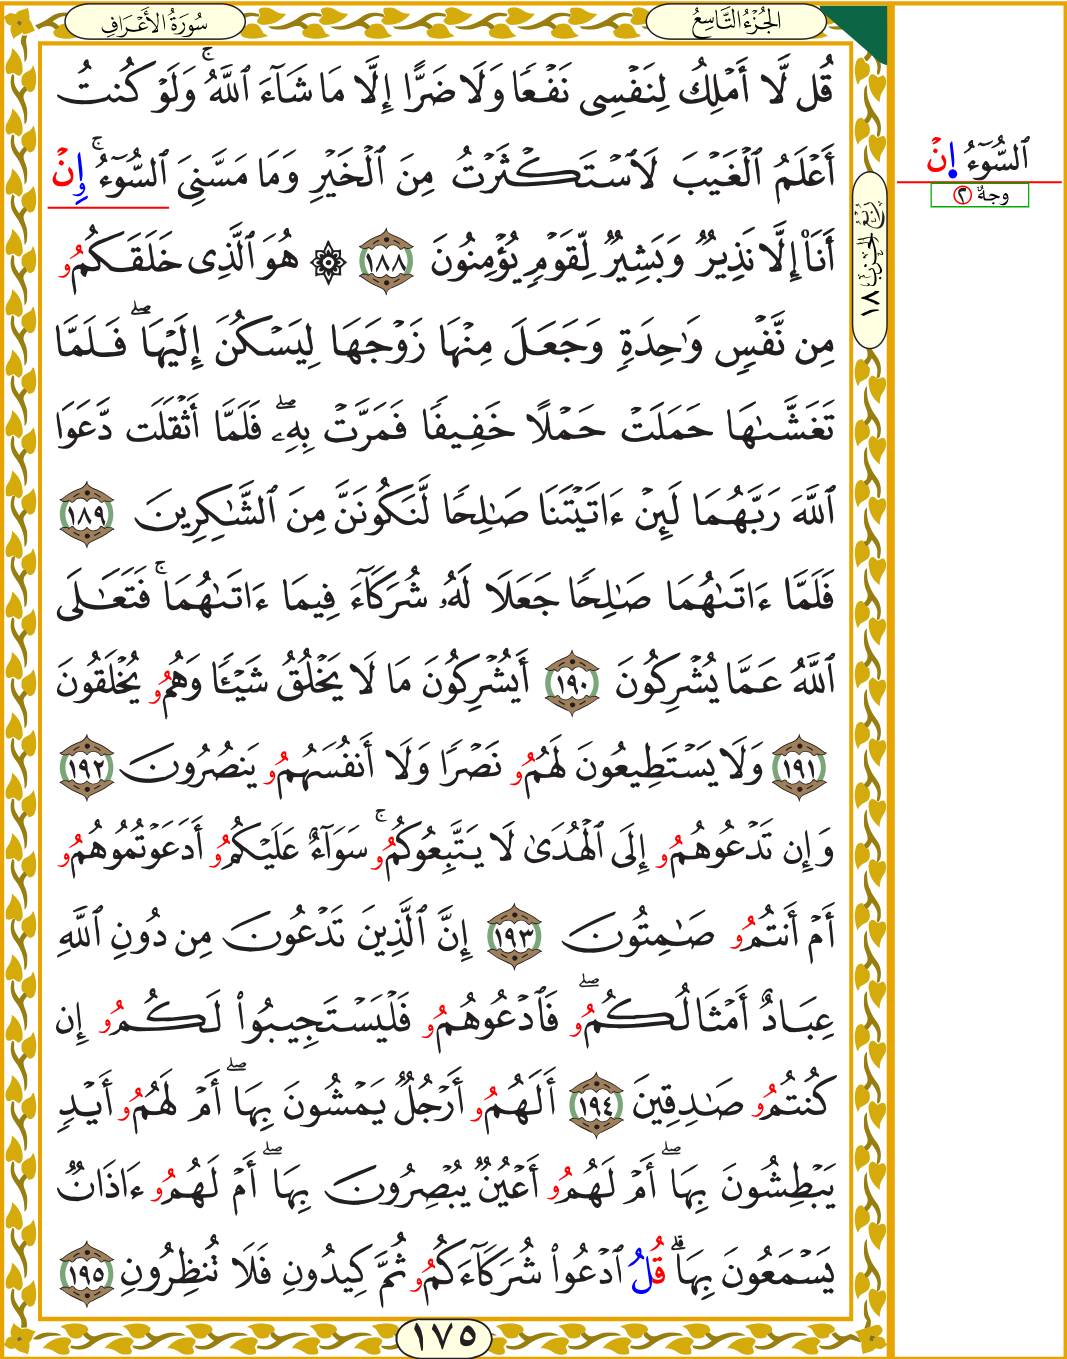 سُورَةُ الأَعْرَافِ
الجُزْءُ التَّاسِعُ
قُل لَّا أَمْلِكُ لِنَفْسِى نَفْعًا وَلَا ضَرًّا إِلَّا مَا شَآءَ ٱللَّهُ ۚ وَلَوْ كُنتُ
أَعْلَمُ ٱلْغَيْبَ لَٱسْتَكْثَرْتُ مِنَ ٱلْخَيْرِ وَمَا مَسَّنِىَ ٱلسُّوٓءُ ۚ إِنْ
أَنَا۠ إِلَّا نَذِيرٌ وَبَشِيرٌ لِّقَوْمٍ يُؤْمِنُونَ ١٨٨ ۞ هُوَ ٱلَّذِى خَلَقَكُمُو
مِن نَّفْسٍ وَٰحِدَةٍ وَجَعَلَ مِنْهَا زَوْجَهَا لِيَسْكُنَ إِلَيْهَا ۖ فَلَمَّا
تَغَشَّىٰهَا حَمَلَتْ حَمْلًا خَفِيفًا فَمَرَّتْ بِهِۦ ۖ فَلَمَّا أَثْقَلَت دَّعَوَا
ٱللَّهَ رَبَّهُمَا لَئِنْ ءَاتَيْتَنَا صَٰلِحًا لَّنَكُونَنَّ مِنَ ٱلشَّٰكِرِينَ ١٨٩
فَلَمَّا ءَاتَىٰهُمَا صَٰلِحًا جَعَلَا لَهُۥ شُرَكَآءَ فِيمَا ءَاتَىٰهُمَا ۚ فَتَعَٰلَى
ٱللَّهُ عَمَّا يُشْرِكُونَ ١٩٠ أَيُشْرِكُونَ مَا لَا يَخْلُقُ شَيْـًٔا وَهُمُو يُخْلَقُونَ
١٩١ وَلَا يَسْتَطِيعُونَ لَهُمُو نَصْرًا وَلَا أَنفُسَهُمُو يَنصُرُونَ ١٩٢
وَإِن تَدْعُوهُمُو إِلَى ٱلْهُدَىٰ لَا يَتَّبِعُوكُمُو ۚ سَوَآءٌ عَلَيْكُمُو أَدَعَوْتُمُوهُمُو
أَمْ أَنتُمُو صَٰمِتُونَ ١٩٣ إِنَّ ٱلَّذِينَ تَدْعُونَ مِن دُونِ ٱللَّهِ
عِبَادٌ أَمْثَالُكُمُو ۖ فَٱدْعُوهُمُو فَلْيَسْتَجِيبُوا۟ لَكُمُو إِن
كُنتُمُو صَٰدِقِينَ ١٩٤ أَلَهُمُو أَرْجُلٌ يَمْشُونَ بِهَا ۖ أَمْ لَهُمُو أَيْدٍ
يَبْطِشُونَ بِهَا ۖ أَمْ لَهُمُو أَعْيُنٌ يُبْصِرُونَ بِهَا ۖ أَمْ لَهُمُو ءَاذَانٌ
يَسْمَعُونَ بِهَا ۗ قُلُ ٱدْعُوا۟ شُرَكَآءَكُمُو ثُمَّ كِيدُونِ فَلَا تُنظِرُونِ ١٩٥
١٧٥
ٱلسُّوٓءُ اِنْ
وجهٌ ٢
رُبْعُ الحِزْب ١٨